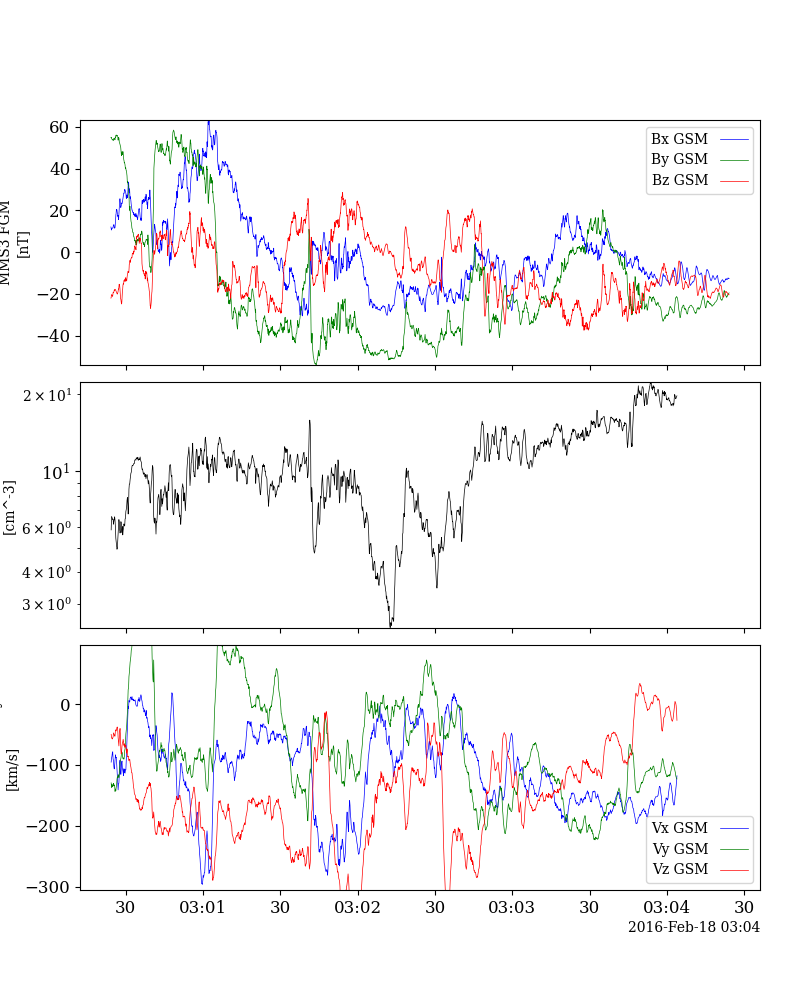 60
40
20
0
−20
−40
MMS3 FGM
[nT]
Bx GSM
By GSM
Bz GSM
2 × 10^1
10^1
6 × 10^0
4 × 10^0
3 × 10^0
[cm^-3]
0
−100
−200
−300
[km/s]
Vx GSM
Vy GSM
Vz GSM
30 03:01 30 03:02 30 03:03 30 03:04 30
2016-Feb-18 03:04